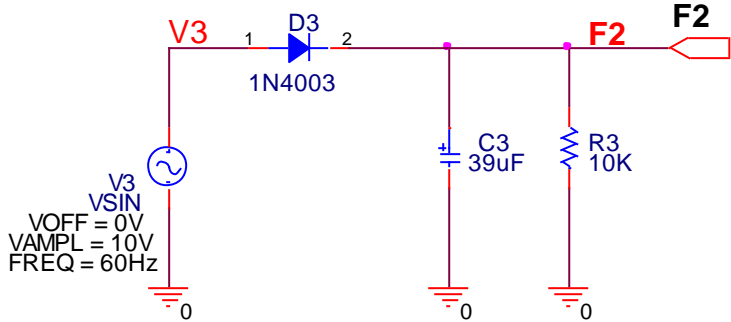 V3
1
D3
2
1N4003
F2
F2
C3
39uF
R3
10K
V3
VSIN
VOFF = 0V
VAMPL = 10V
FREQ = 60Hz
0
0
0